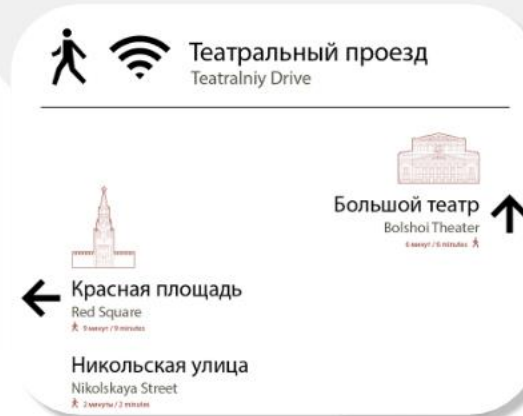 Театральный проезд
Teatralniy Drive
Большой театр
Bolshoi Theater
6 минут / 6 minutes
Красная площадь
Red Square
9 минут / 9 minutes
Никольская улица
Nikolskaya Street
2 минуты / 2 minutes